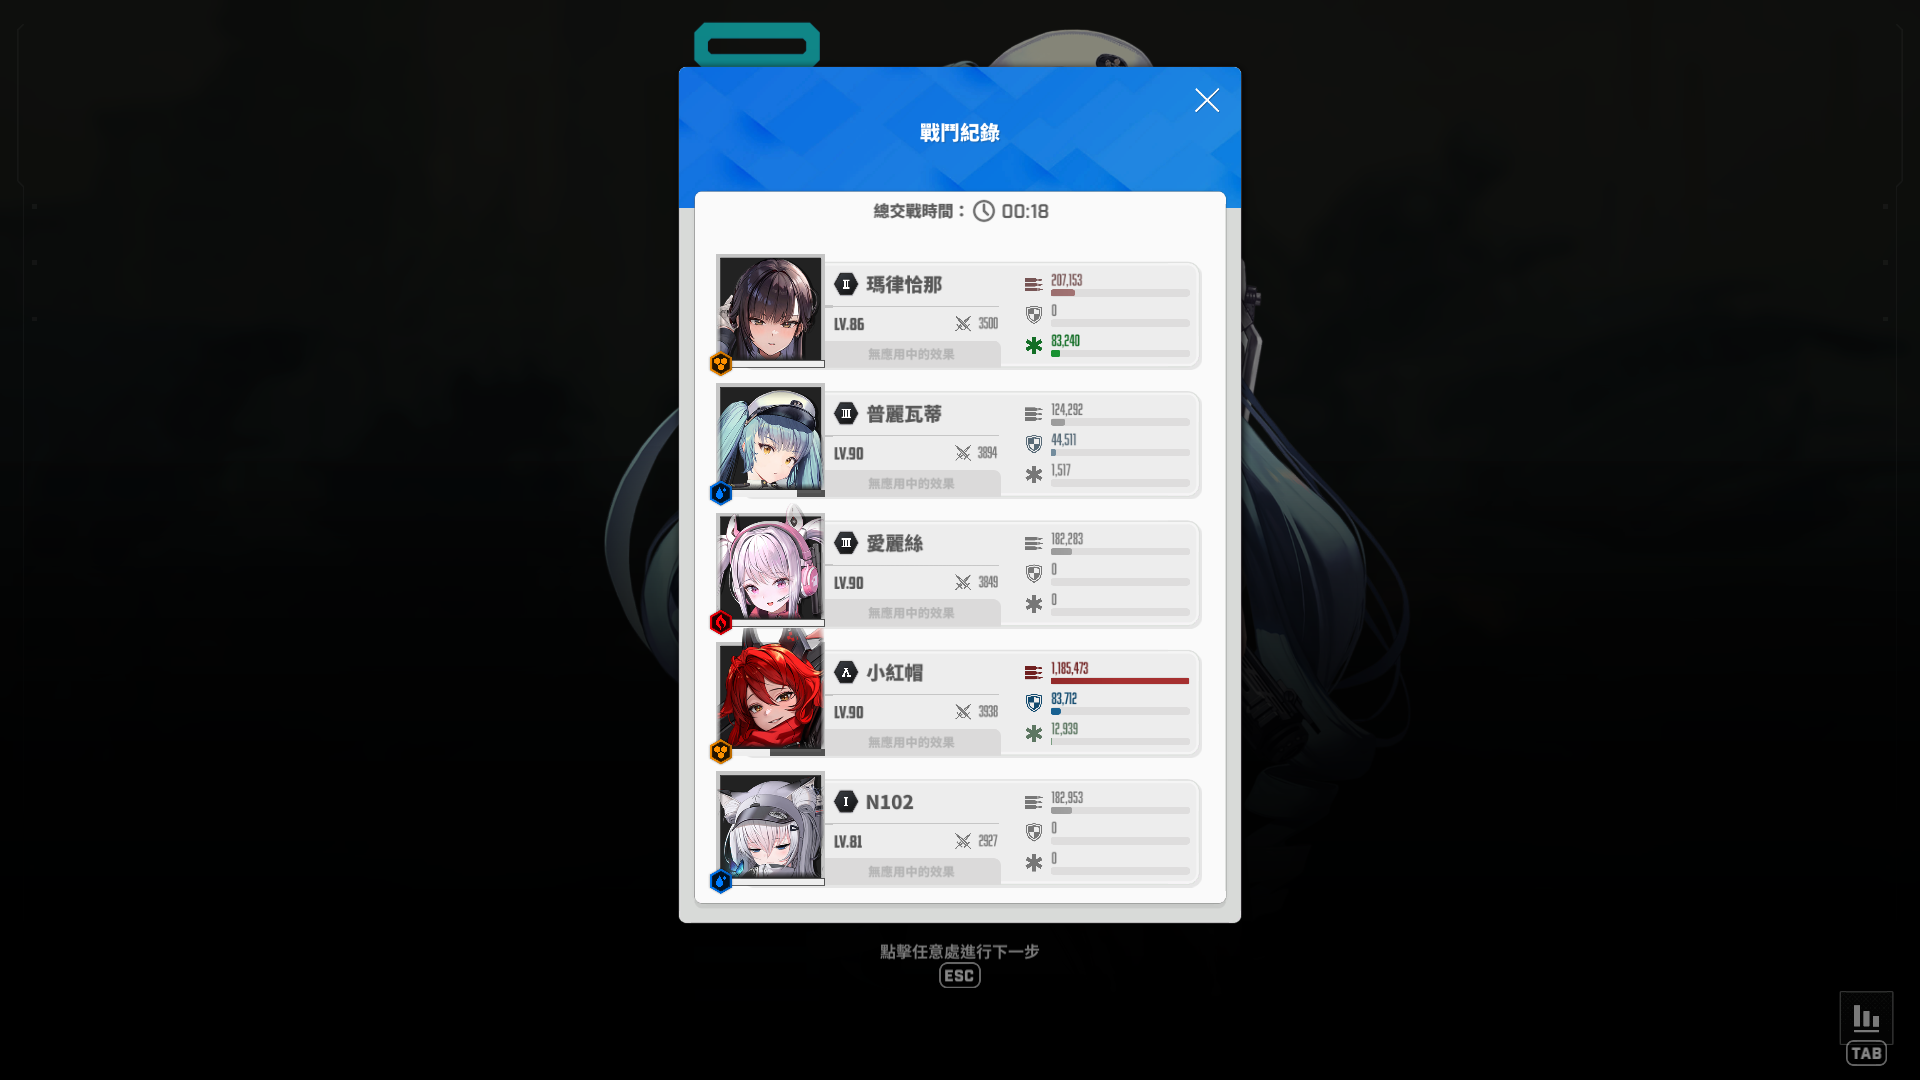 戰鬥紀錄
總交戰時間： 00:18
II 瑪律恰那
LV.86 3500
無應用中的效果
207,153
0
83,240
III 普麗瓦蒂
LV.90 3894
無應用中的效果
124,292
44,511
1,517
III 愛麗絲
LV.90 3849
無應用中的效果
182,283
0
0
Λ 小紅帽
LV.90 3938
無應用中的效果
1,185,473
83,712
12,939
I N102
LV.81 2927
無應用中的效果
182,953
0
0
點擊任意處進行下一步
ESC
TAB